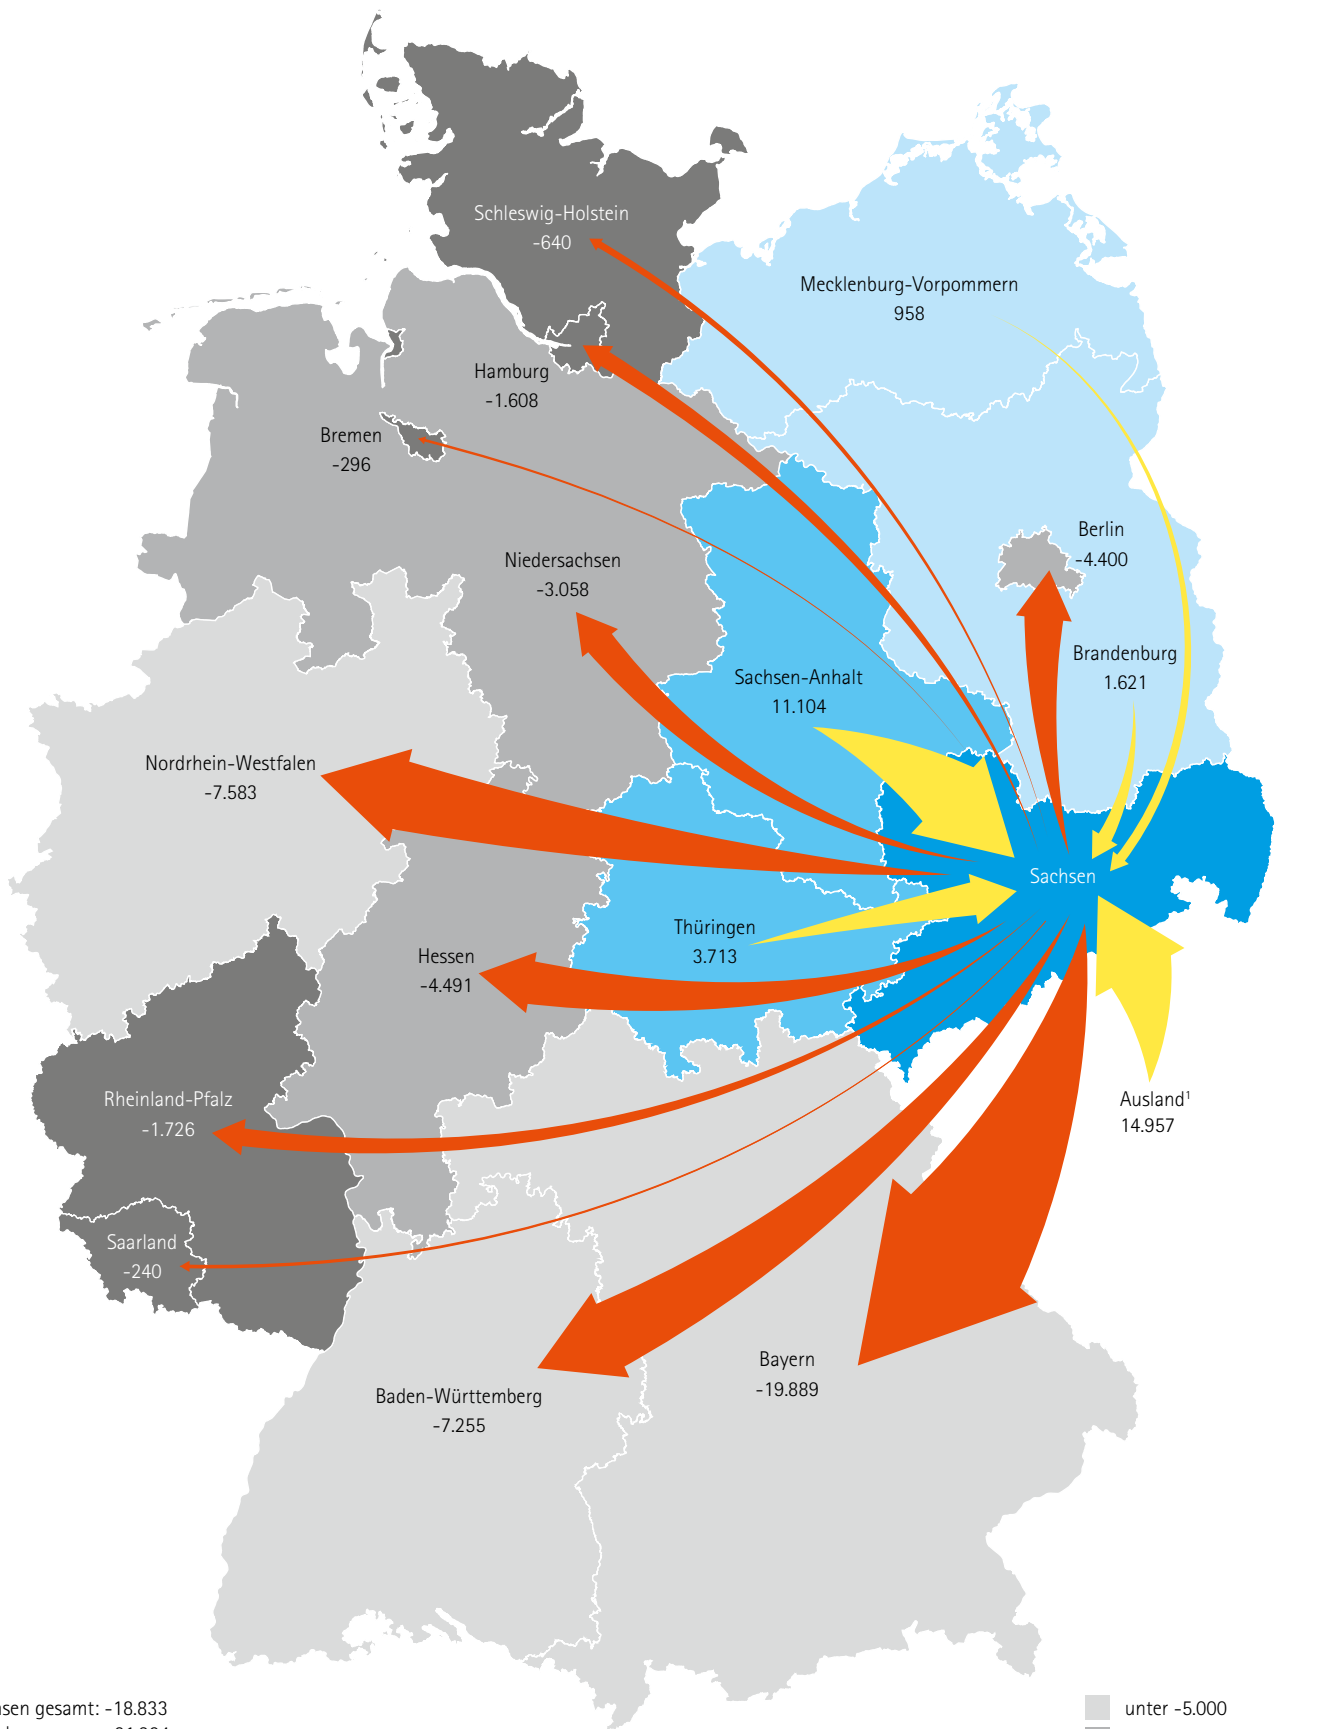 Schleswig-Holstein
-640
Mecklenburg-Vorpommern
958
Hamburg
-1.608
Bremen
-296
Berlin
-4.400
Niedersachsen
-3.058
Brandenburg
1.621
Sachsen-Anhalt
11.104
Nordrhein-Westfalen
-7.583
Sachsen
Thüringen
3.713
Hessen
-4.491
Rheinland-Pfalz
-1.726
Ausland¹
14.957
Saarland
-240
Bayern
-19.889
Baden-Württemberg
-7.255
gesamt: -18.833
unter -5.000